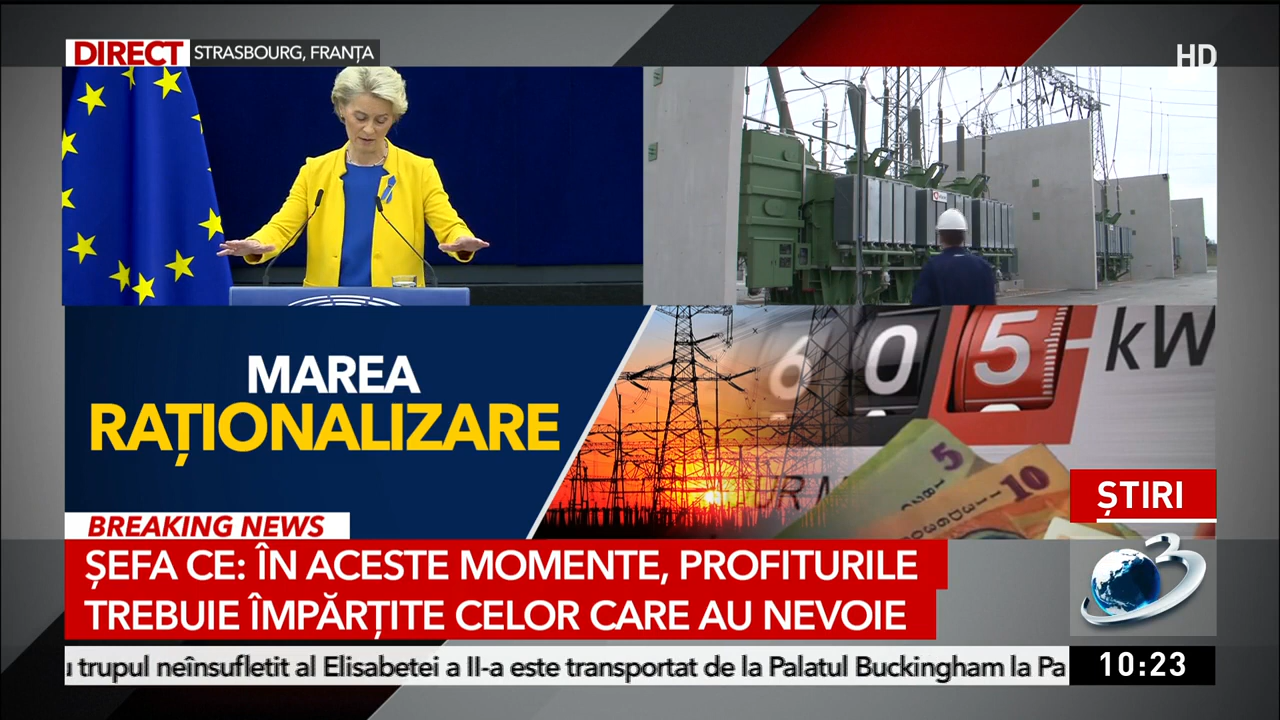 DIRECT STRASBOURG, FRANȚA
HD
MAREA
RAȚIONALIZARE
6 0 5 kW
5
10
BREAKING NEWS
ȘTIRI
ȘEFA CE: ÎN ACESTE MOMENTE, PROFITURILE
TREBUIE ÎMPĂRȚITE CELOR CARE AU NEVOIE
3
trupul neînsufletit al Elisabetei a II-a este transportat de la Palatul Buckingham la Pa
10:23